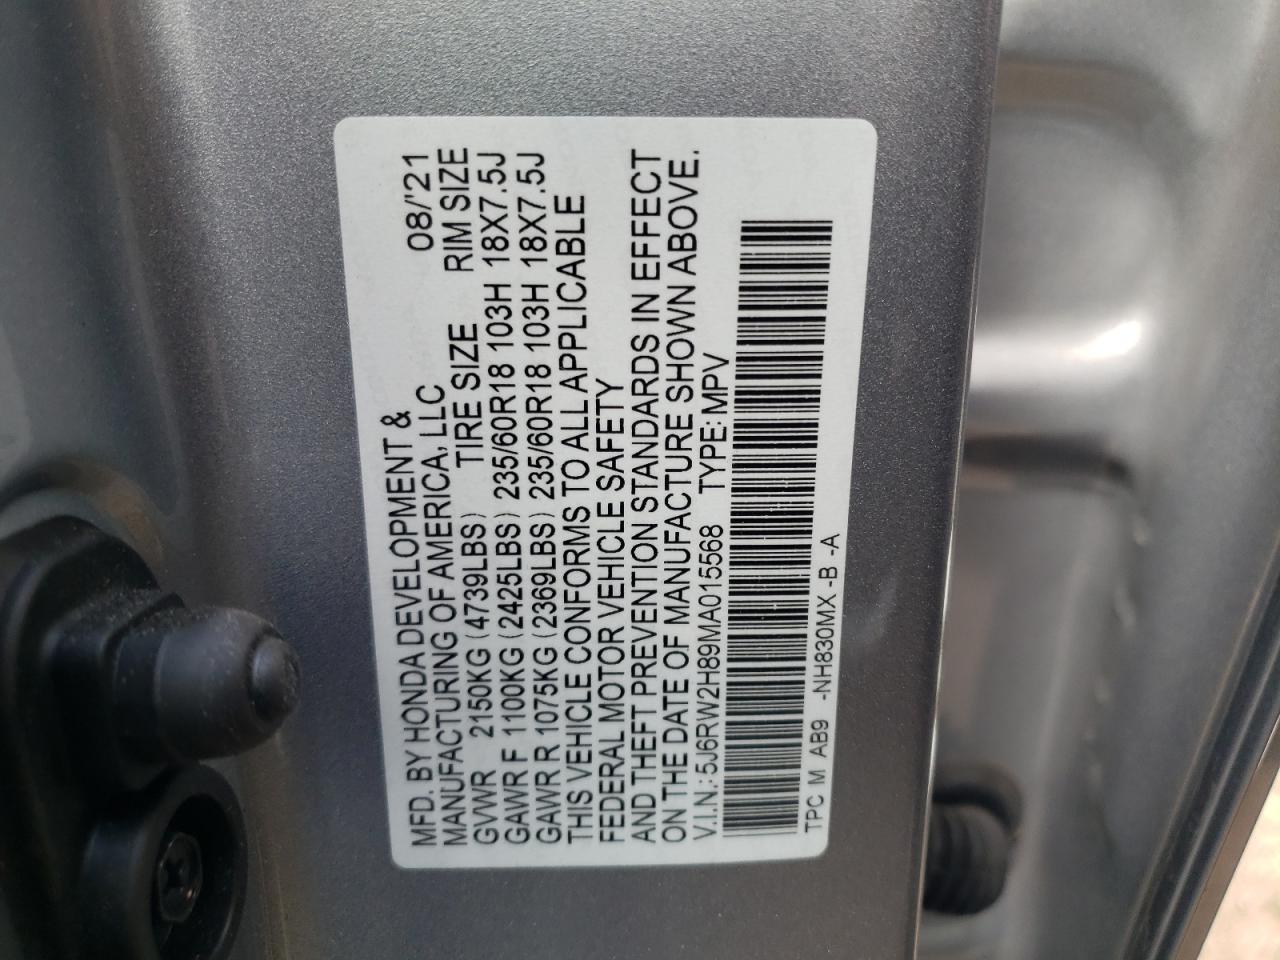 MFD. BY HONDA DEVELOPMENT &
MANUFACTURING OF AMERICA, LLC 08/'21
GVWR 2150KG (4739LBS) TIRE SIZE RIM SIZE
GAWR F 1100KG (2425LBS) 235/60R18 103H 18X7.5J
GAWR R 1075KG (2369LBS) 235/60R18 103H 18X7.5J
THIS VEHICLE CONFORMS TO ALL APPLICABLE
FEDERAL MOTOR VEHICLE SAFETY
AND THEFT PREVENTION STANDARDS IN EFFECT
ON THE DATE OF MANUFACTURE SHOWN ABOVE.
V.I.N.: 5J6RW2H89MA015568 TYPE: MPV
TPC M AB9 -NH830MX -B -A